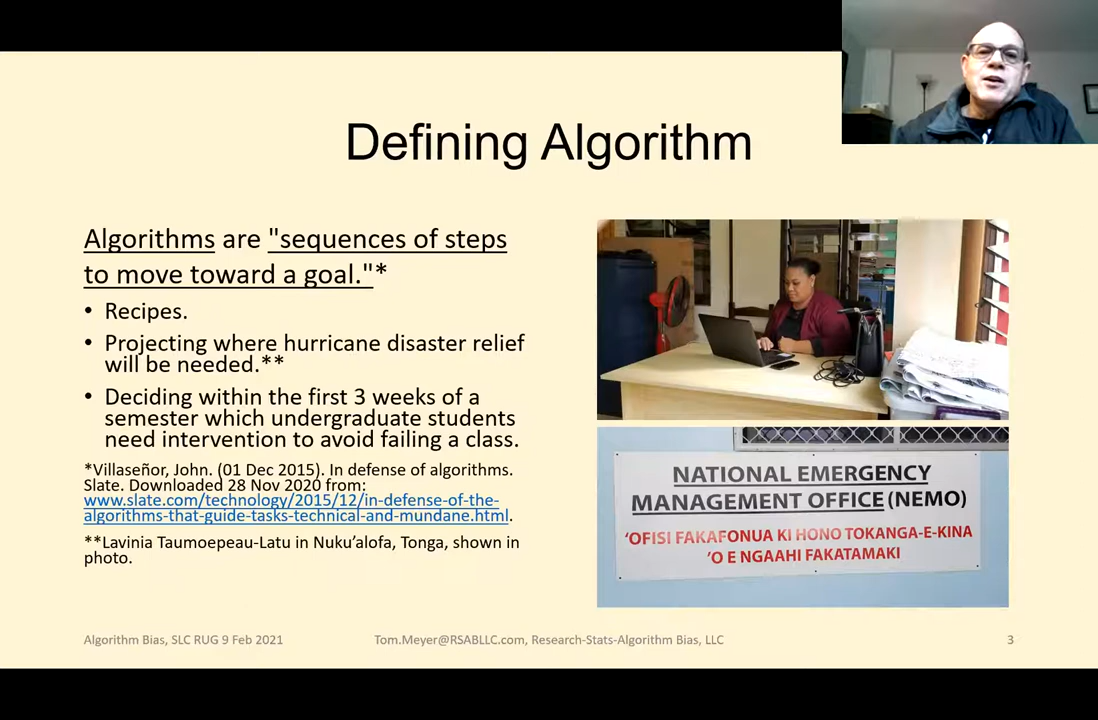 Defining Algorithm
Algorithms are "sequences of steps
to move toward a goal."*
• Recipes.
• Projecting where hurricane disaster relief
will be needed.**
• Deciding within the first 3 weeks of a
semester which undergraduate students
need intervention to avoid failing a class.
*Villaseñor, John. (01 Dec 2015). In defense of algorithms.
Slate. Downloaded 28 Nov 2020 from:
www.slate.com/technology/2015/12/in-defense-of-the-
algorithms-that-guide-tasks-technical-and-mundane.html.
**Lavinia Taumoepeau-Latu in Nuku’alofa, Tonga, shown in
photo.
NATIONAL EMERGENCY
MANAGEMENT OFFICE (NEMO)
'OFISI FAKAFONUA KI HONO TOKANGA-E-KINA
'O E NGAAHI FAKATAMAKI
Algorithm Bias, SLC RUG 9 Feb 2021
Tom.Meyer@RSABLLC.com, Research-Stats-Algorithm Bias, LLC
3